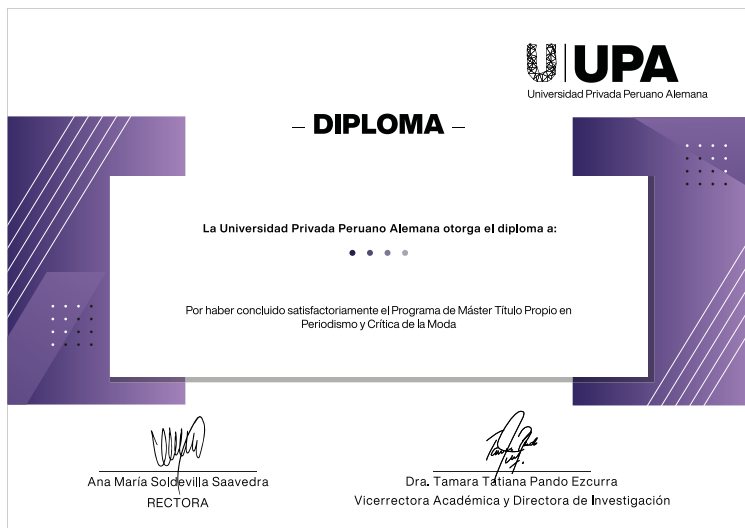 UPA
Universidad Privada Peruano Alemana
– DIPLOMA –
La Universidad Privada Peruano Alemana otorga el diploma a:
Por haber concluido satisfactoriamente el Programa de Máster Título Propio en
Periodismo y Crítica de la Moda
Ana María Soldevilla Saavedra
RECTORA
Dra. Tamara Tatiana Pando Ezcurra
Vicerrectora Académica y Directora de Investigación